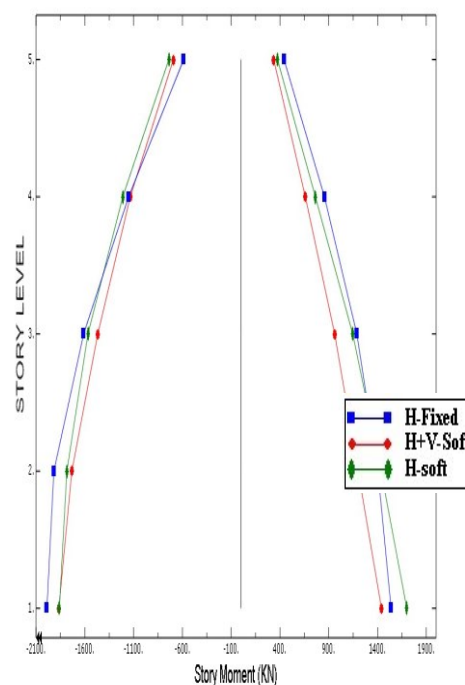 STORY LEVEL
5.
4.
3.
2.
1.
H-Fixed
H+V-Sof
H-soft
-2100. -1600. -1100. -600. -100. 400. 900. 1400. 1900.
Story Moment (KN)